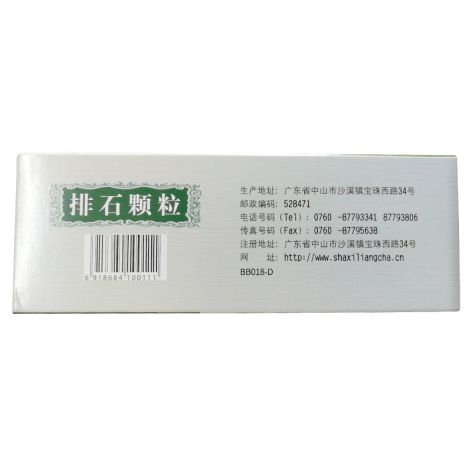 排石颗粒
6 918684 100111
生产地址: 广东省中山市沙溪镇宝珠西路34号
邮政编码: 528471
电话号码(Tel): 0760 -87793341 87793806
传真号码(Fax): 0760 -87795638
注册地址: 广东省中山市沙溪镇宝珠西路34号
网 址: http://www.shaxiliangcha.cn
BB018-D